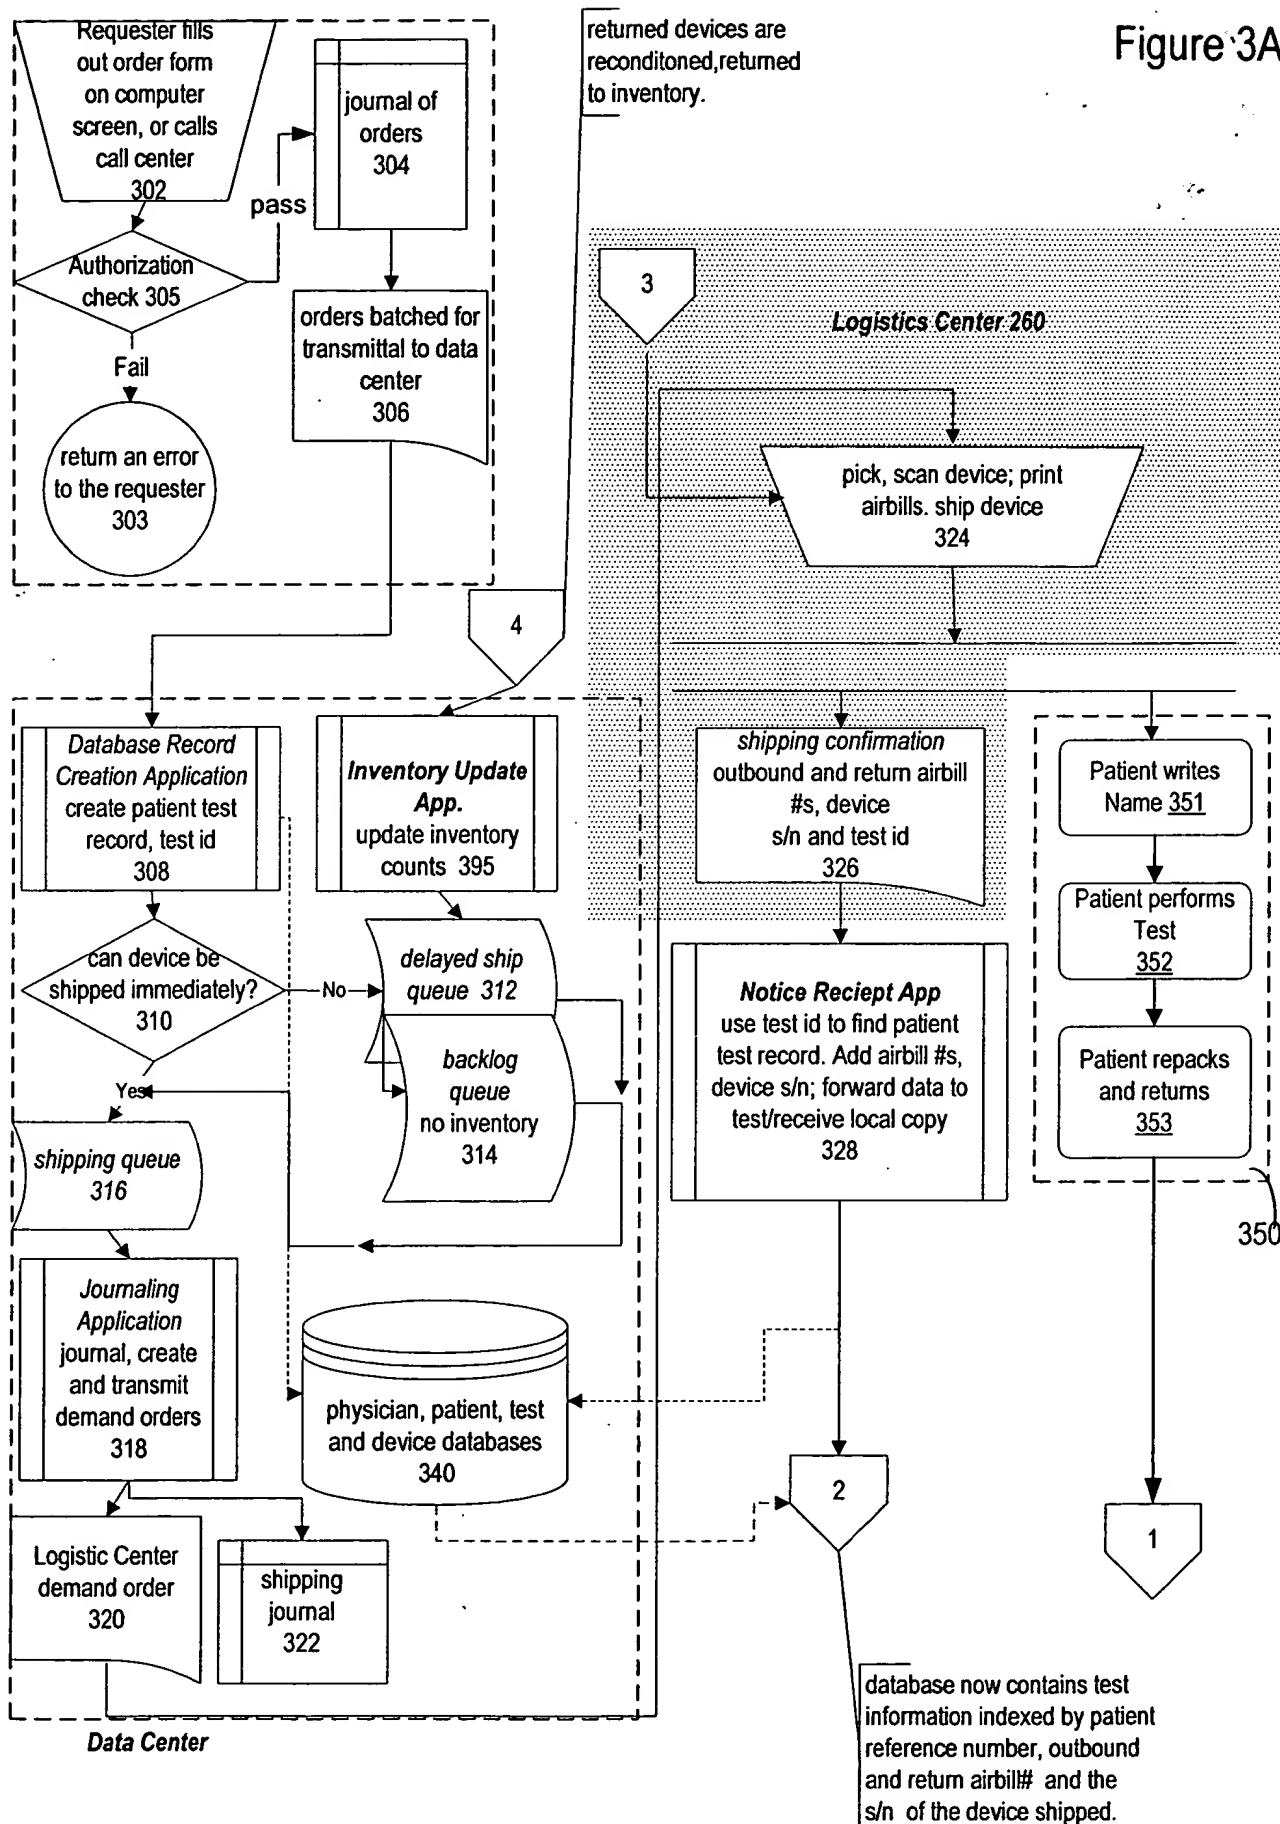 Figure 3A
Requester fills
out order form
on computer
screen, or calls
call center
302
journal of
orders
304
pass
Authorization
check 305
Fail
return an error
to the requester
303
orders batched for
transmittal to data
center
306
returned devices are
reconditoned,returned
to inventory.
3
Logistics Center 260
pick, scan device; print
airbills. ship device
324
4
Database Record
Creation Application
create patient test
record, test id
308
Inventory Update
App.
update inventory
counts 395
can device be
shipped immediately?
310
No
delayed ship
queue 312
backlog
queue
no inventory
314
Yes
shipping queue
316
Journaling
Application
journal, create
and transmit
demand orders
318
physician, patient, test
and device databases
340
Logistic Center
demand order
320
shipping
journal
322
Data Center
shipping confirmation
outbound and return airbill
#s, device
s/n and test id
326
Notice Reciept App
use test id to find patient
test record. Add airbill #s,
device s/n; forward data to
test/receive local copy
328
Patient writes
Name 351
Patient performs
Test
352
Patient repacks
and returns
353
350
2
1
database now contains test
information indexed by patient
reference number, outbound
and return airbill# and the
s/n of the device shipped.